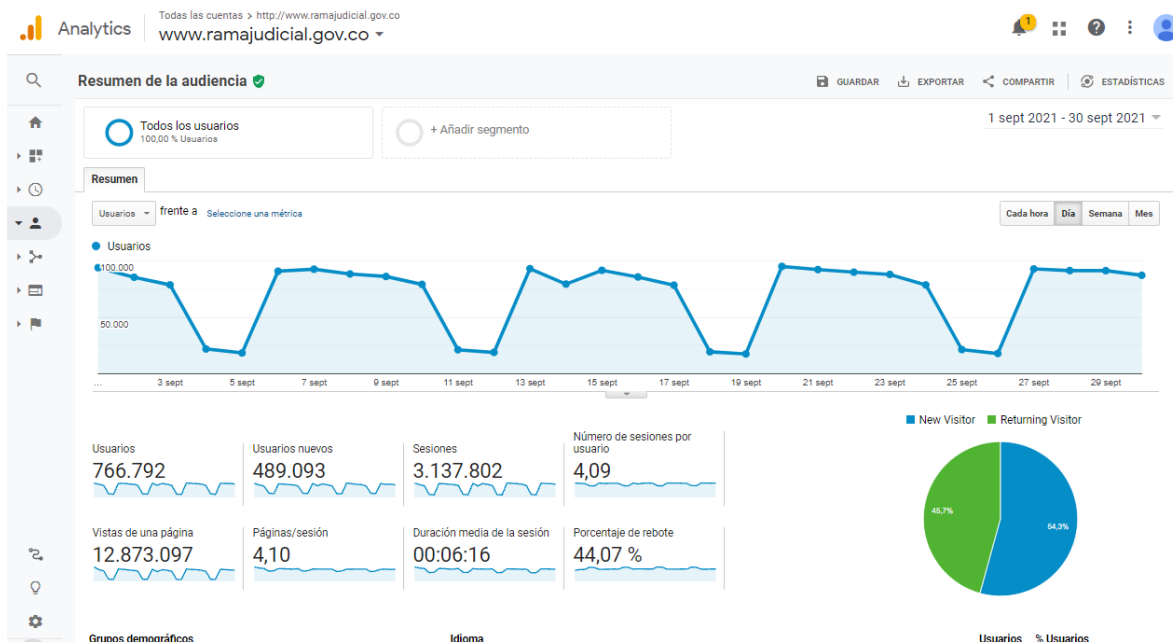 Analytics
Todas las cuentas > http://www.ramajudicial.gov.co
www.ramajudicial.gov.co
1
Resumen de la audiencia
GUARDAR
EXPORTAR
COMPARTIR
ESTADÍSTICAS
Todos los usuarios
100,00 % Usuarios
+ Añadir segmento
1 sept 2021 - 30 sept 2021
Resumen
Usuarios
frente a
Seleccione una métrica
Cada hora
Día
Semana
Mes
Usuarios
100.000
50.000
...
3 sept
5 sept
7 sept
9 sept
11 sept
13 sept
15 sept
17 sept
19 sept
21 sept
23 sept
25 sept
27 sept
29 sept
New Visitor
Returning Visitor
Usuarios
766.792
Usuarios nuevos
489.093
Sesiones
3.137.802
Número de sesiones por
usuario
4,09
Vistas de una página
12.873.097
Páginas/sesión
4,10
Duración media de la sesión
00:06:16
Porcentaje de rebote
44,07 %
45,7%
54,3%
Grupos demográficos
Idioma
Usuarios
% Usuarios